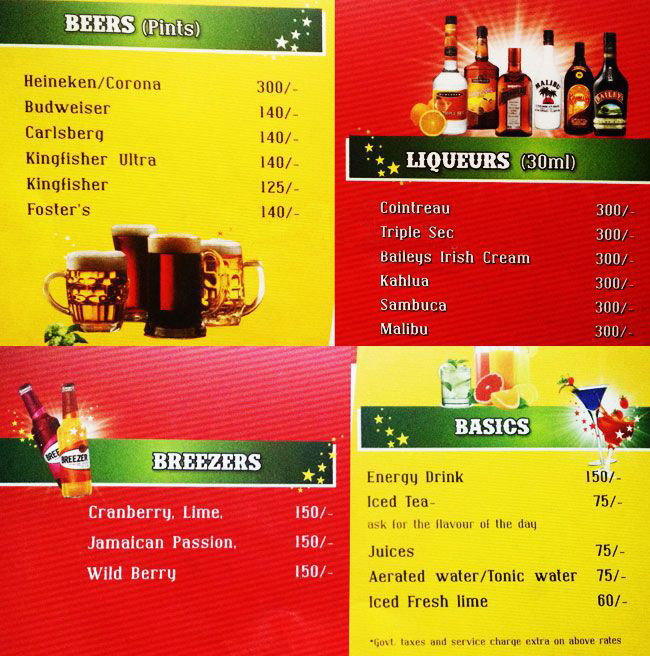 BEERS (Pints)
Heineken/Corona 300/-
Budweiser 140/-
Carlsberg 140/-
Kingfisher Ultra 140/-
Kingfisher 125/-
Foster's 140/-
MALIBU
BAILEYS
LIQUEURS (30ml)
Cointreau 300/-
Triple Sec 300/-
Baileys Irish Cream 300/-
Kahlua 300/-
Sambuca 300/-
Malibu 300/-
BREEZER
BREEZERS
Cranberry, Lime, 150/-
Jamaican Passion, 150/-
Wild Berry 150/-
BASICS
Energy Drink 150/-
Iced Tea- 75/-
ask for the flavour of the day
Juices 75/-
Aerated water/Tonic water 75/-
Iced Fresh lime 60/-
*Govt. taxes and service charge extra on above rates